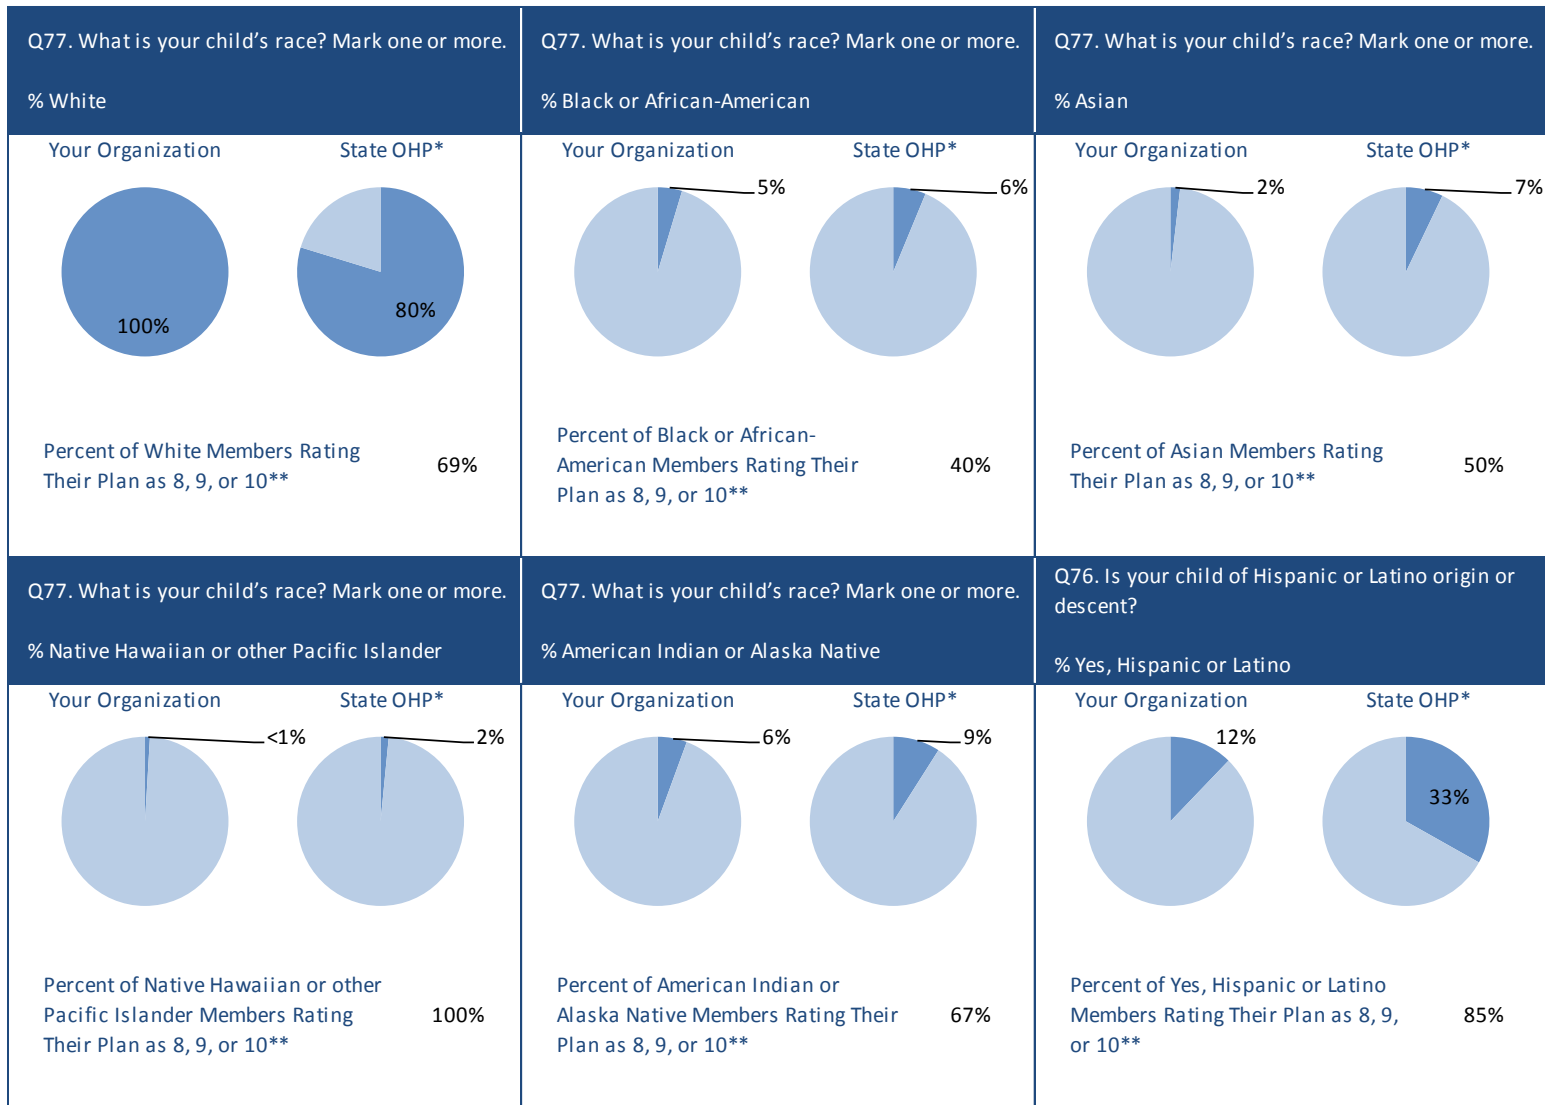 Q77. What is your child’s race? Mark one or more.
% White
Your Organization
State OHP*
100%
80%
Percent of White Members Rating
Their Plan as 8, 9, or 10**
69%
Q77. What is your child’s race? Mark one or more.
% Black or African-American
Your Organization
State OHP*
5%
6%
Percent of Black or African-
American Members Rating Their
Plan as 8, 9, or 10**
40%
Q77. What is your child’s race? Mark one or more.
% Asian
Your Organization
State OHP*
2%
7%
Percent of Asian Members Rating
Their Plan as 8, 9, or 10**
50%
Q77. What is your child’s race? Mark one or more.
% Native Hawaiian or other Pacific Islander
Your Organization
State OHP*
<1%
2%
Percent of Native Hawaiian or other
Pacific Islander Members Rating
Their Plan as 8, 9, or 10**
100%
Q77. What is your child’s race? Mark one or more.
% American Indian or Alaska Native
Your Organization
State OHP*
6%
9%
Percent of American Indian or
Alaska Native Members Rating Their
Plan as 8, 9, or 10**
67%
Q76. Is your child of Hispanic or Latino origin or
descent?
% Yes, Hispanic or Latino
Your Organization
State OHP*
12%
33%
Percent of Yes, Hispanic or Latino
Members Rating Their Plan as 8, 9,
or 10**
85%